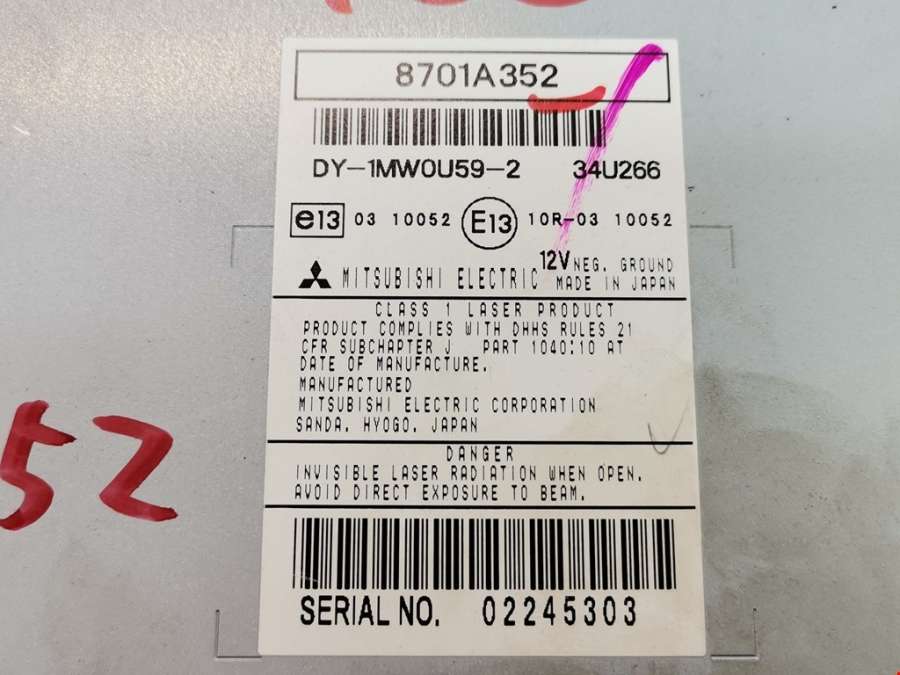 8701A352
DY-1MW0U59-2 34U266
e13 03 10052 E13 10R-03 10052
12V NEG. GROUND
MITSUBISHI ELECTRIC MADE IN JAPAN
CLASS 1 LASER PRODUCT
PRODUCT COMPLIES WITH DHHS RULES 21
CFR SUBCHAPTER J PART 1040:10 AT
DATE OF MANUFACTURE.
MANUFACTURED
MITSUBISHI ELECTRIC CORPORATION
SANDA, HYOGO, JAPAN
52
DANGER
INVISIBLE LASER RADIATION WHEN OPEN.
AVOID DIRECT EXPOSURE TO BEAM.
SERIAL NO. 02245303